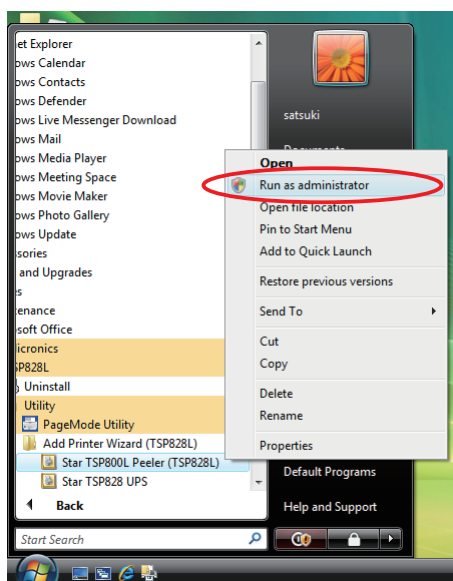 et Explorer
ows Calendar
ows Contacts
ows Defender
ows Live Messenger Download
ows Mail
ows Media Player
ows Meeting Space
ows Movie Maker
ows Photo Gallery
ows Update
sories
and Upgrades
s
enance
soft Office
icronics
SP828L
Uninstall
Utility
PageMode Utility
Add Printer Wizard (TSP828L)
Star TSP800L Peeler (TSP828L)
Star TSP828 UPS
Back
Start Search
satsuki
Documents
Open
Run as administrator
Open file location
Pin to Start Menu
Add to Quick Launch
Restore previous versions
Send To
Cut
Copy
Delete
Rename
Properties
Default Programs
Help and Support